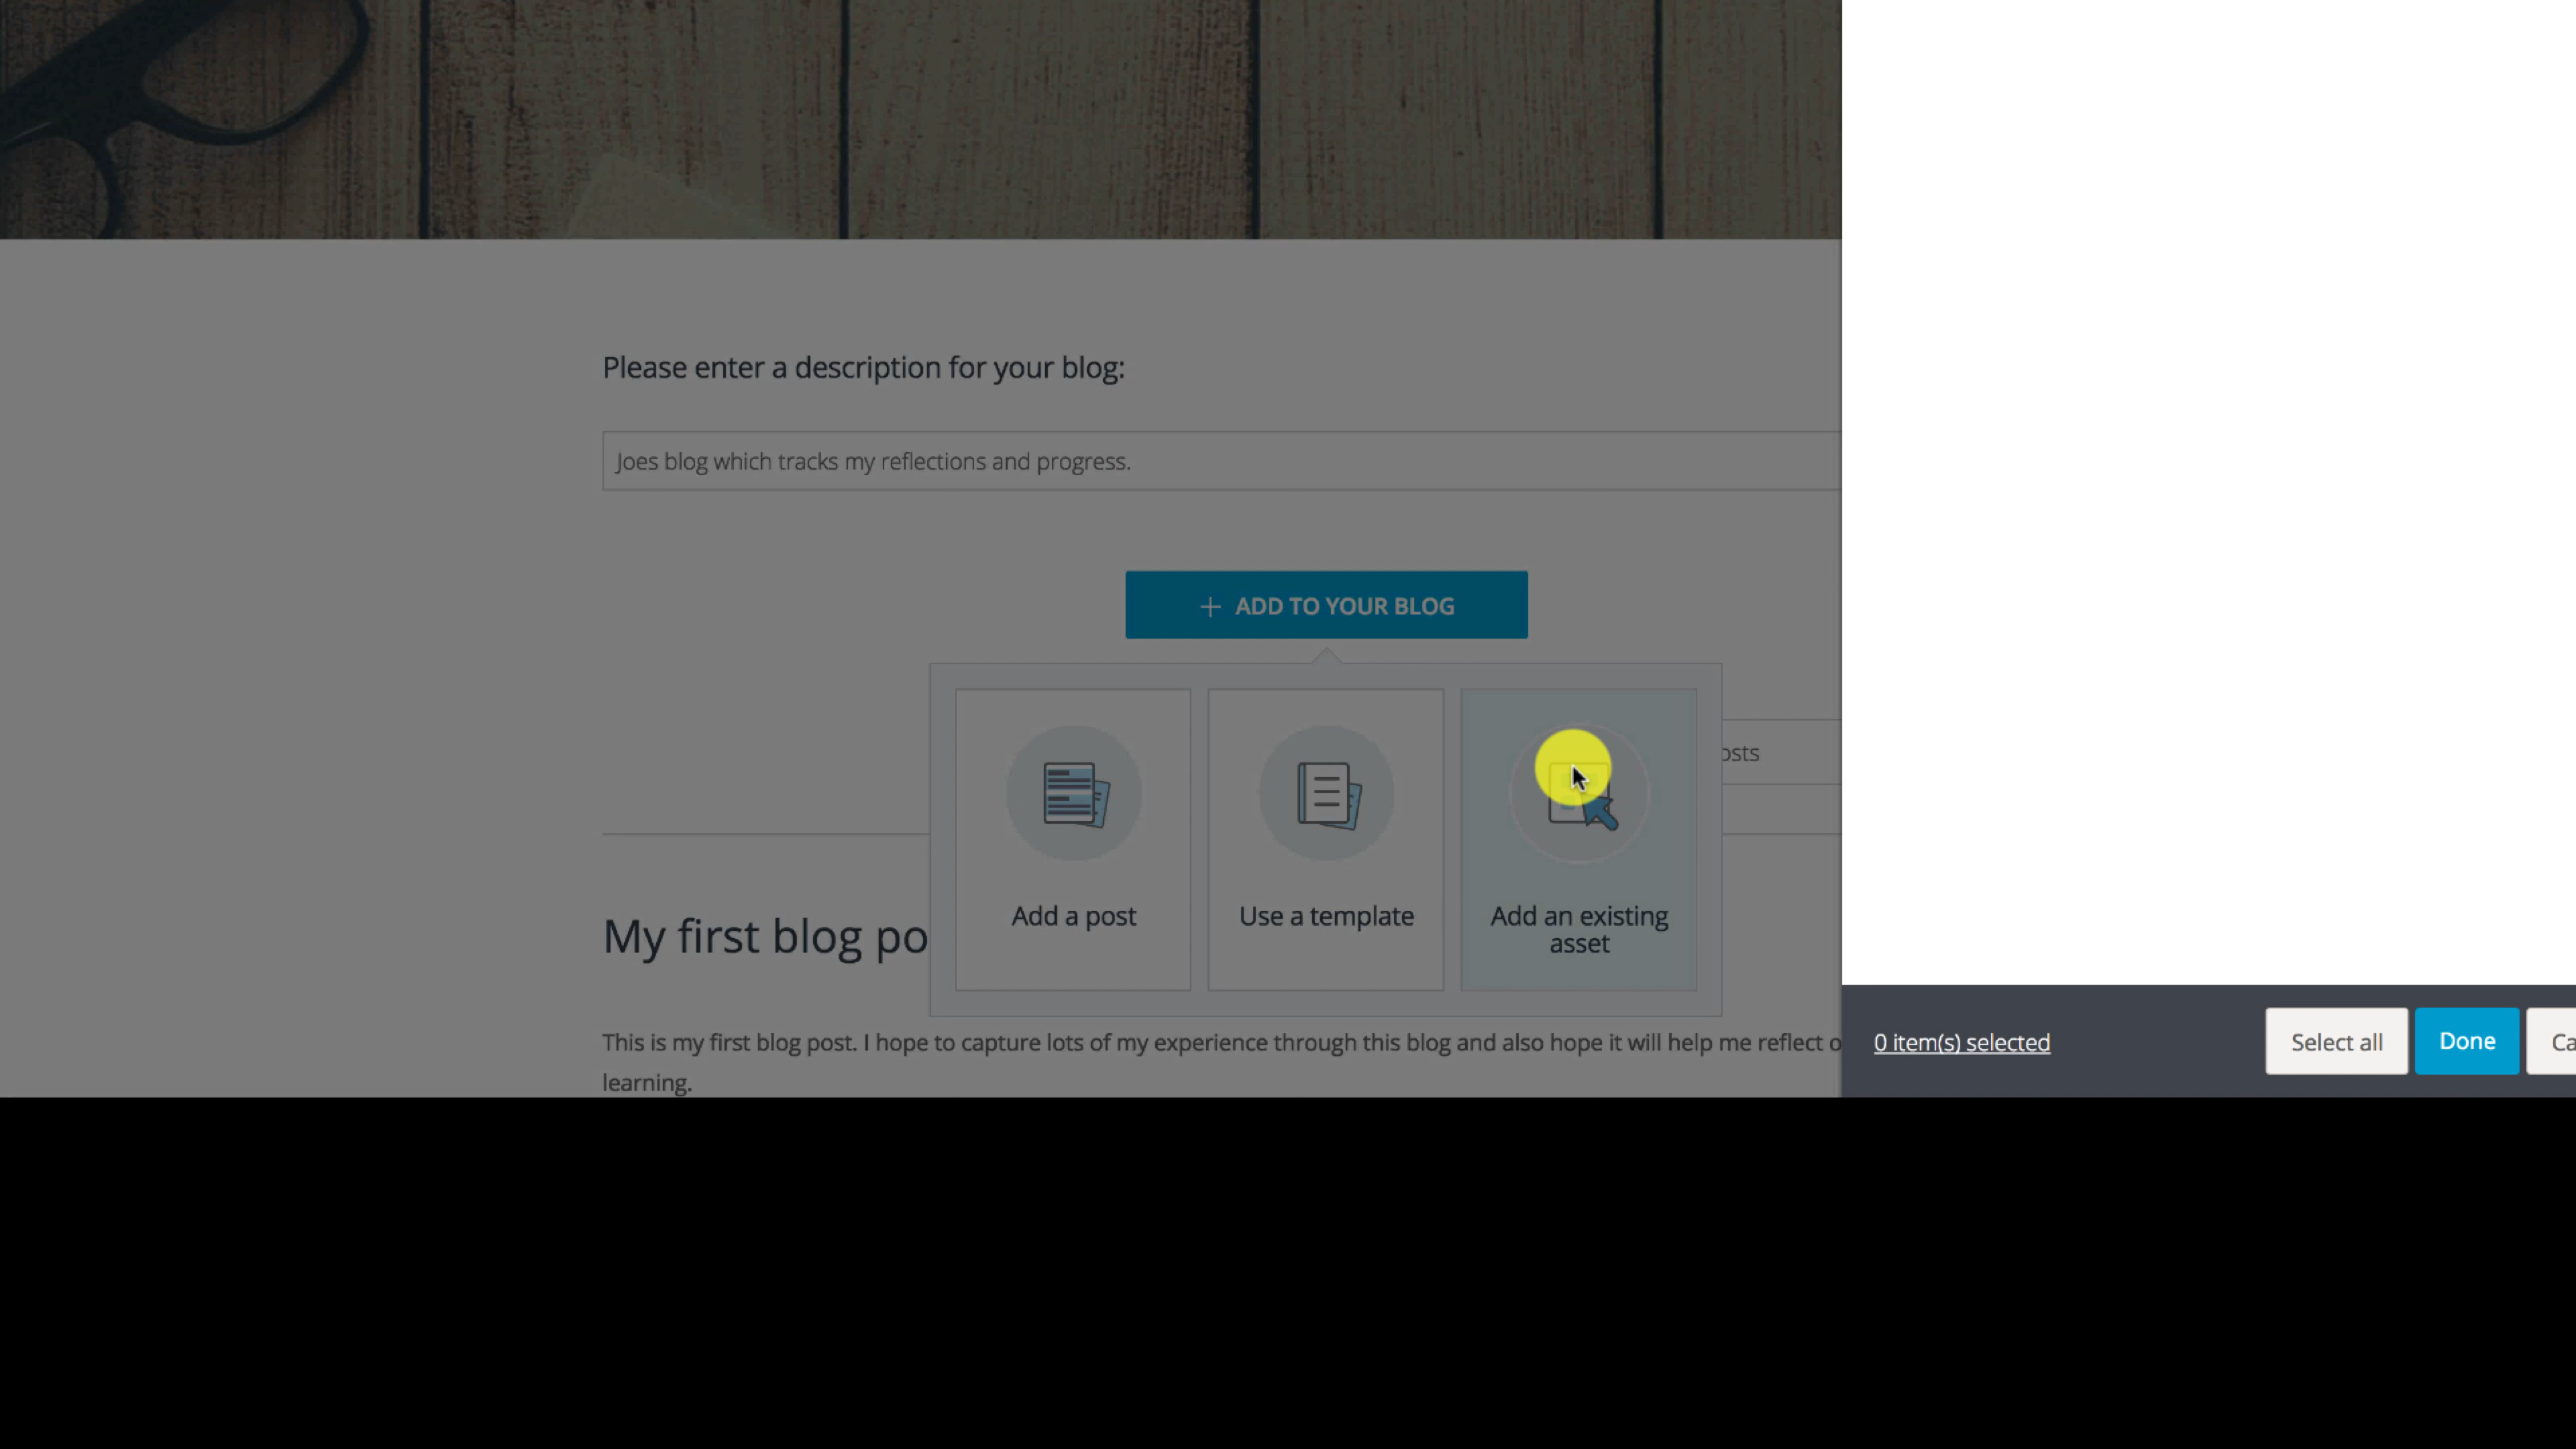 Please enter a description for your blog:
Joes blog which tracks my reflections and progress.
+ ADD TO YOUR BLOG
Add a post
Use a template
Add an existing
asset
My first blog
This is my first blog post. I hope to capture lots of my experience through this blog and also hope it will help me reflect
learning.
0 item(s) selected
Select all
Done